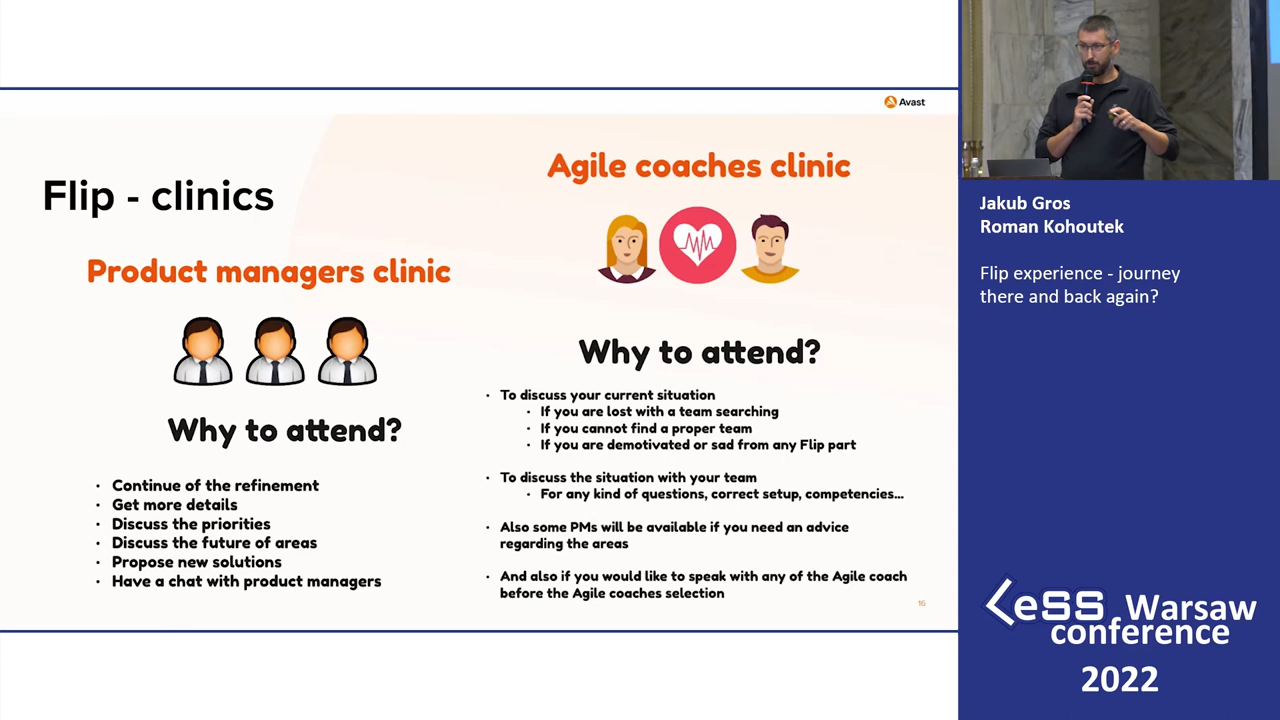 Avast
Flip - clinics
Product managers clinic
Why to attend?
· Continue of the refinement
· Get more details
· Discuss the priorities
· Discuss the future of areas
· Propose new solutions
· Have a chat with product managers
Agile coaches clinic
Why to attend?
· To discuss your current situation
· If you are lost with a team searching
· If you cannot find a proper team
· If you are demotivated or sad from any Flip part
· To discuss the situation with your team
· For any kind of questions, correct setup, competencies...
· Also some PMs will be available if you need an advice
regarding the areas
· And also if you would like to speak with any of the Agile coach
before the Agile coaches selection
16
Jakub Gros
Roman Kohoutek
Flip experience - journey
there and back again?
LeSS Warsaw
conference
2022